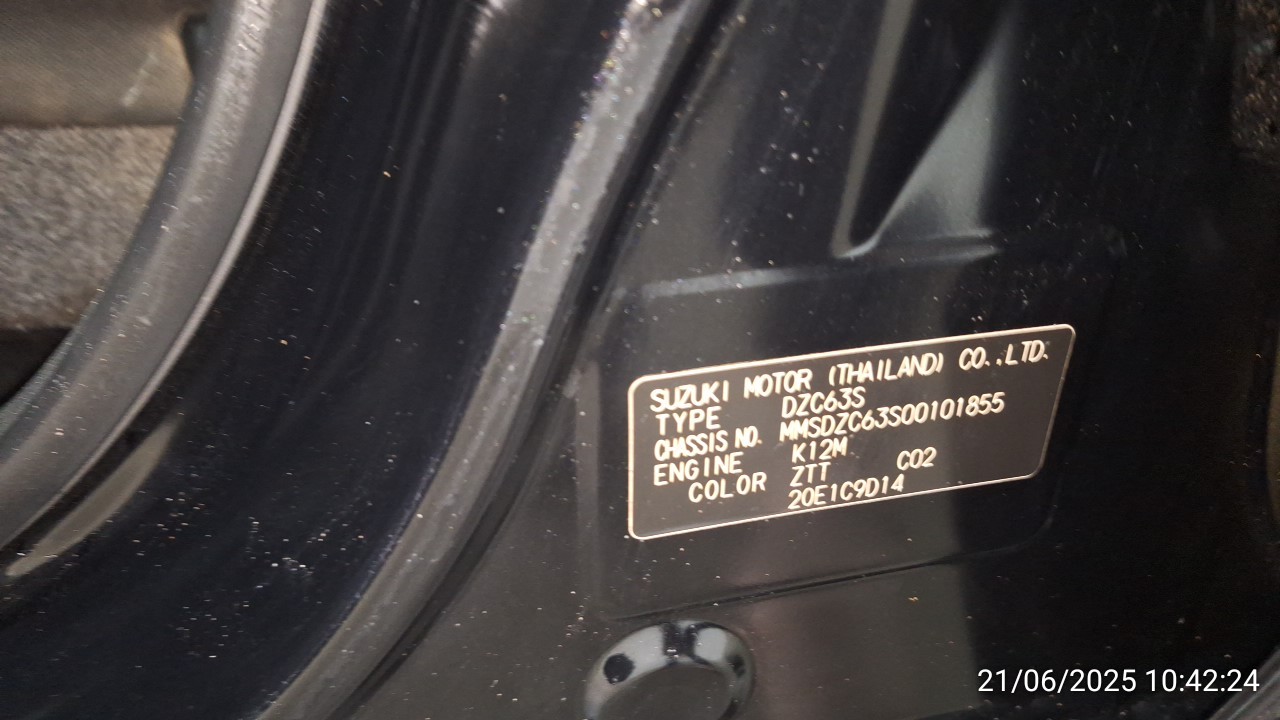 SUZUKI MOTOR (THAILAND) CO.,LTD.
TYPE DZC63S
CHASSIS NO. MMSDZC63S00101855
ENGINE K12M
COLOR ZTT C02
20E1C9D14
21/06/2025 10:42:24